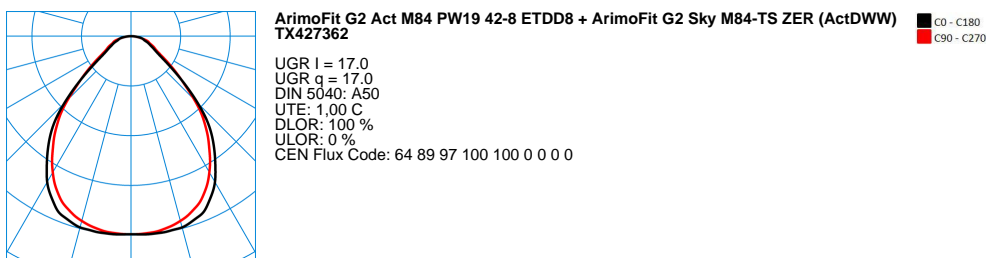 ArimoFit G2 Act M84 PW19 42-8 ETDD8 + ArimoFit G2 Sky M84-TS ZER (ActDWW)
TX427362
C0 - C180
C90 - C270
UGR l = 17.0
UGR q = 17.0
DIN 5040: A50
UTE: 1,00 C
DLOR: 100 %
ULOR: 0 %
CEN Flux Code: 64 89 97 100 100 0 0 0 0